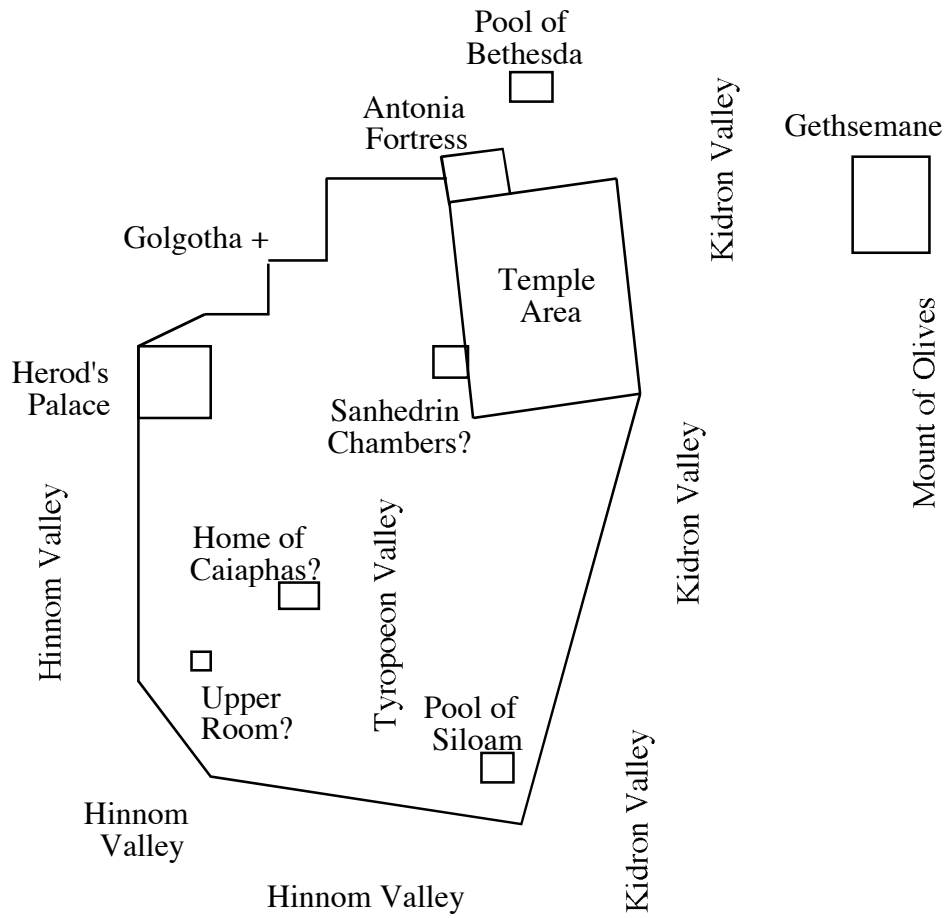 Pool of
Bethesda
Antonia
Fortress
Kidron Valley
Gethsemane
Golgotha +
Temple
Area
Mount of Olives
Herod's
Palace
Sanhedrin
Chambers?
Kidron Valley
Hinnom Valley
Home of
Caiaphas?
Tyropoeon Valley
Upper
Room?
Pool of
Siloam
Kidron Valley
Hinnom
Valley
Hinnom Valley